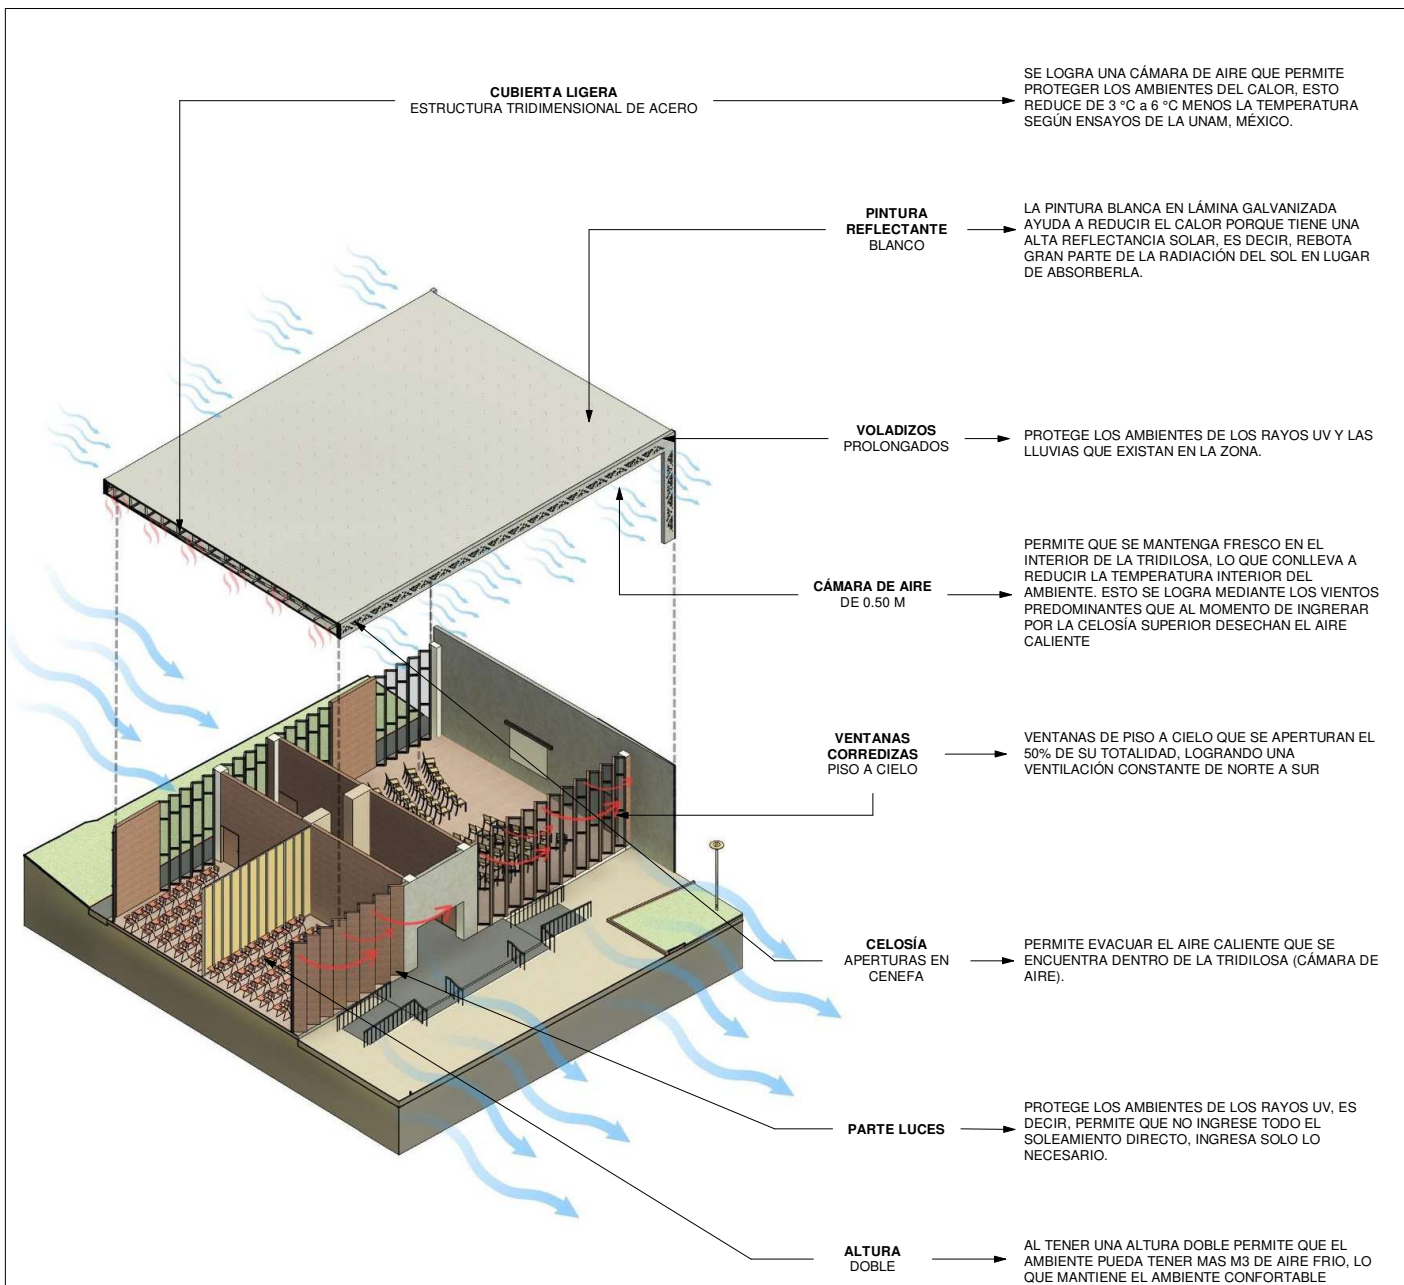 CUBIERTA LIGERA
ESTRUCTURA TRIDIMENSIONAL DE ACERO
SE LOGRA UNA CÁMARA DE AIRE QUE PERMITE
PROTEGER LOS AMBIENTES DEL CALOR, ESTO
REDUCE DE 3 °C a 6 °C MENOS LA TEMPERATURA
SEGÚN ENSAYOS DE LA UNAM, MÉXICO.
PINTURA
REFLECTANTE
BLANCO
LA PINTURA BLANCA EN LÁMINA GALVANIZADA
AYUDA A REDUCIR EL CALOR PORQUE TIENE UNA
ALTA REFLECTANCIA SOLAR, ES DECIR, REBOTA
GRAN PARTE DE LA RADIACIÓN DEL SOL EN LUGAR
DE ABSORBERLA.
VOLADIZOS
PROLONGADOS
PROTEGE LOS AMBIENTES DE LOS RAYOS UV Y LAS
LLUVIAS QUE EXISTAN EN LA ZONA.
CÁMARA DE AIRE
DE 0.50 M
PERMITE QUE SE MANTENGA FRESCO EN EL
INTERIOR DE LA TRIDILOSA, LO QUE CONLLEVA A
REDUCIR LA TEMPERATURA INTERIOR DEL
AMBIENTE. ESTO SE LOGRA MEDIANTE LOS VIENTOS
PREDOMINANTES QUE AL MOMENTO DE INGRERAR
POR LA CELOSÍA SUPERIOR DESECHAN EL AIRE
CALIENTE
VENTANAS
CORREDIZAS
PISO A CIELO
VENTANAS DE PISO A CIELO QUE SE APERTURAN EL
50% DE SU TOTALIDAD, LOGRANDO UNA
VENTILACIÓN CONSTANTE DE NORTE A SUR
CELOSÍA
APERTURAS EN
CENEFA
PERMITE EVACUAR EL AIRE CALIENTE QUE SE
ENCUENTRA DENTRO DE LA TRIDILOSA (CÁMARA DE
AIRE).
PARTE LUCES
PROTEGE LOS AMBIENTES DE LOS RAYOS UV, ES
DECIR, PERMITE QUE NO INGRESE TODO EL
SOLEAMIENTO DIRECTO, INGRESA SOLO LO
NECESARIO.
ALTURA
DOBLE
AL TENER UNA ALTURA DOBLE PERMITE QUE EL
AMBIENTE PUEDA TENER MAS M3 DE AIRE FRIO, LO
QUE MANTIENE EL AMBIENTE CONFORTABLE